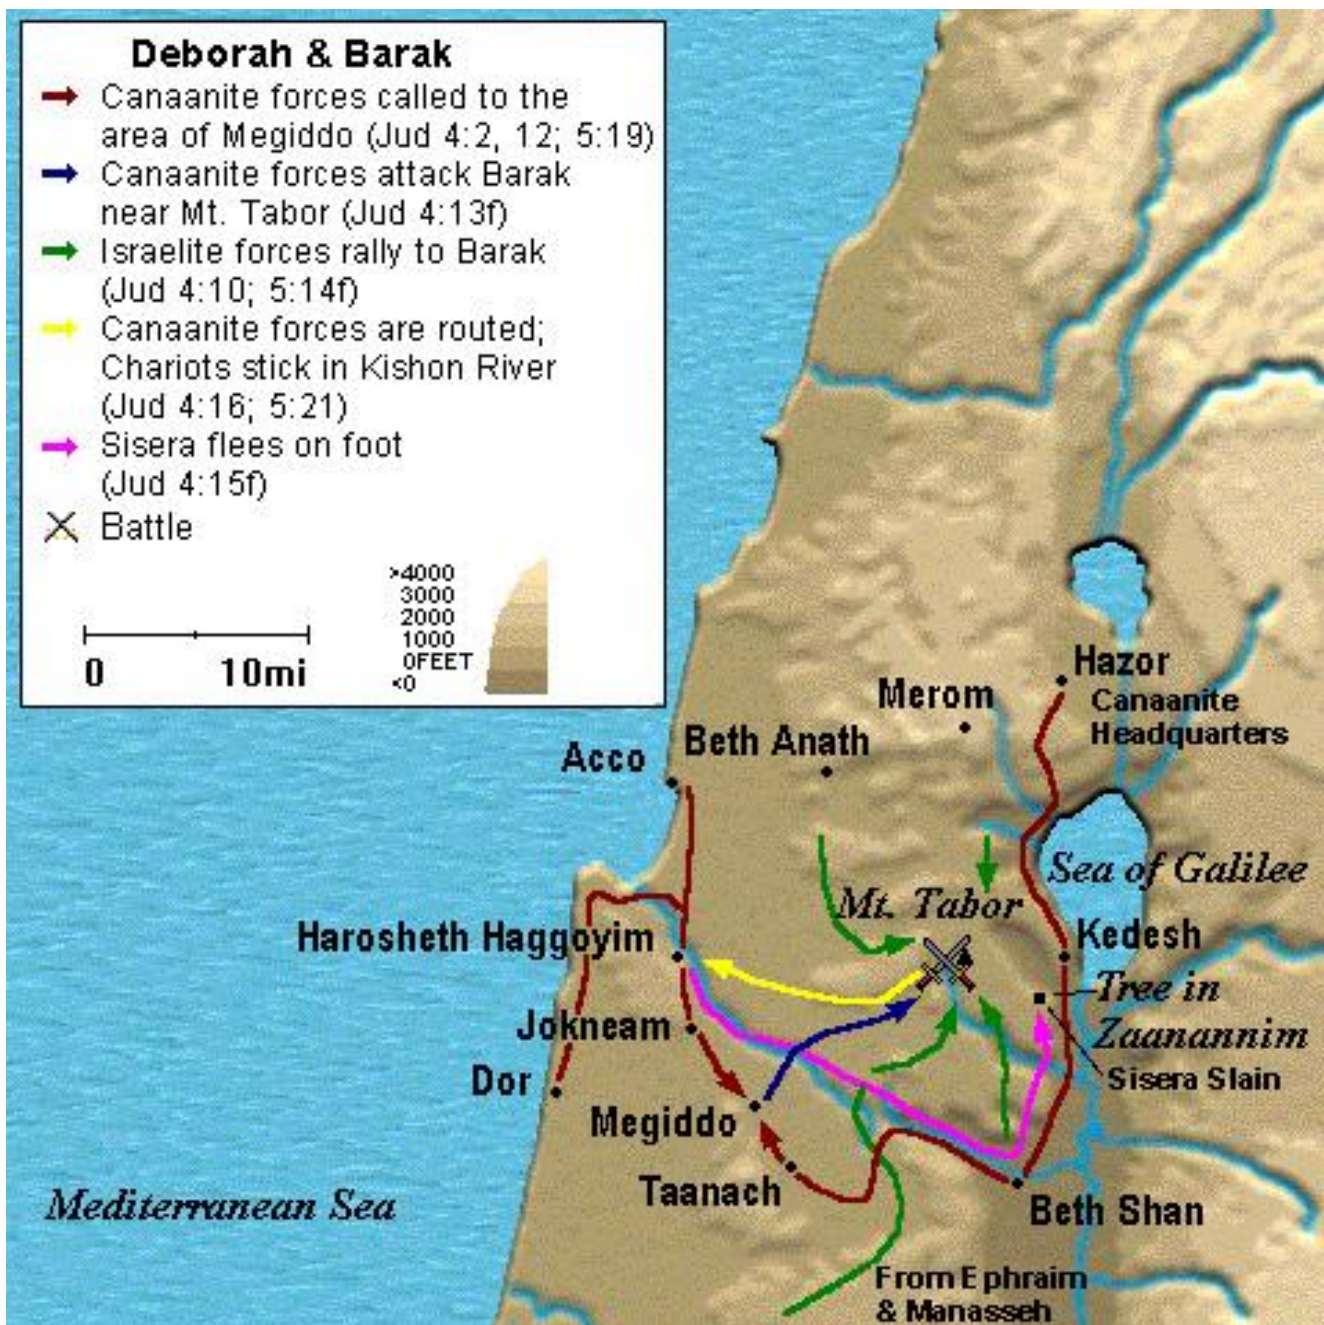 Deborah & Barak
Canaanite forces called to the
area of Megiddo (Jud 4:2, 12; 5:19)
Canaanite forces attack Barak
near Mt. Tabor (Jud 4:13f)
Israelite forces rally to Barak
(Jud 4:10; 5:14f)
Canaanite forces are routed;
Chariots stick in Kishon River
(Jud 4:16; 5:21)
Sisera flees on foot
(Jud 4:15f)
Battle
>4000
3000
2000
1000
0FEET
<0
0 10mi
Hazor
Canaanite
Headquarters
Merom
Beth Anath
Acco
Sea of Galilee
Mt. Tabor
Harosheth Haggoyim
Kedesh
Tree in
Zaanannim
Sisera Slain
Jokneam
Dor
Megiddo
Taanach
Beth Shan
Mediterranean Sea
From Ephraim
& Manasseh